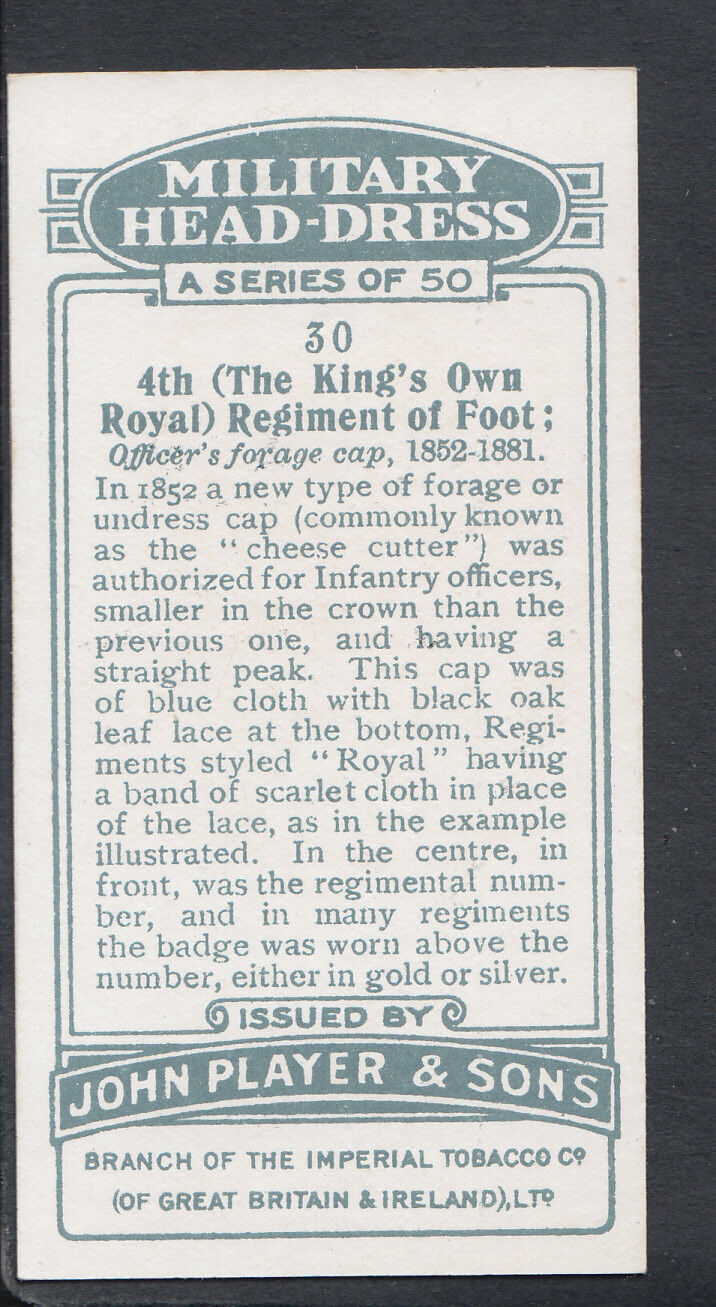 MILITARY
HEAD-DRESS
A SERIES OF 50
30
4th (The King's Own
Royal) Regiment of Foot;
Officer's forage cap, 1852-1881.
In 1852 a new type of forage or
undress cap (commonly known
as the "cheese cutter") was
authorized for Infantry officers,
smaller in the crown than the
previous one, and having a
straight peak. This cap was
of blue cloth with black oak
leaf lace at the bottom, Regi-
ments styled "Royal" having
a band of scarlet cloth in place
of the lace, as in the example
illustrated. In the centre, in
front, was the regimental num-
ber, and in many regiments
the badge was worn above the
number, either in gold or silver.
ISSUED BY
JOHN PLAYER & SONS
BRANCH OF THE IMPERIAL TOBACCO Co
(OF GREAT BRITAIN & IRELAND), LTD